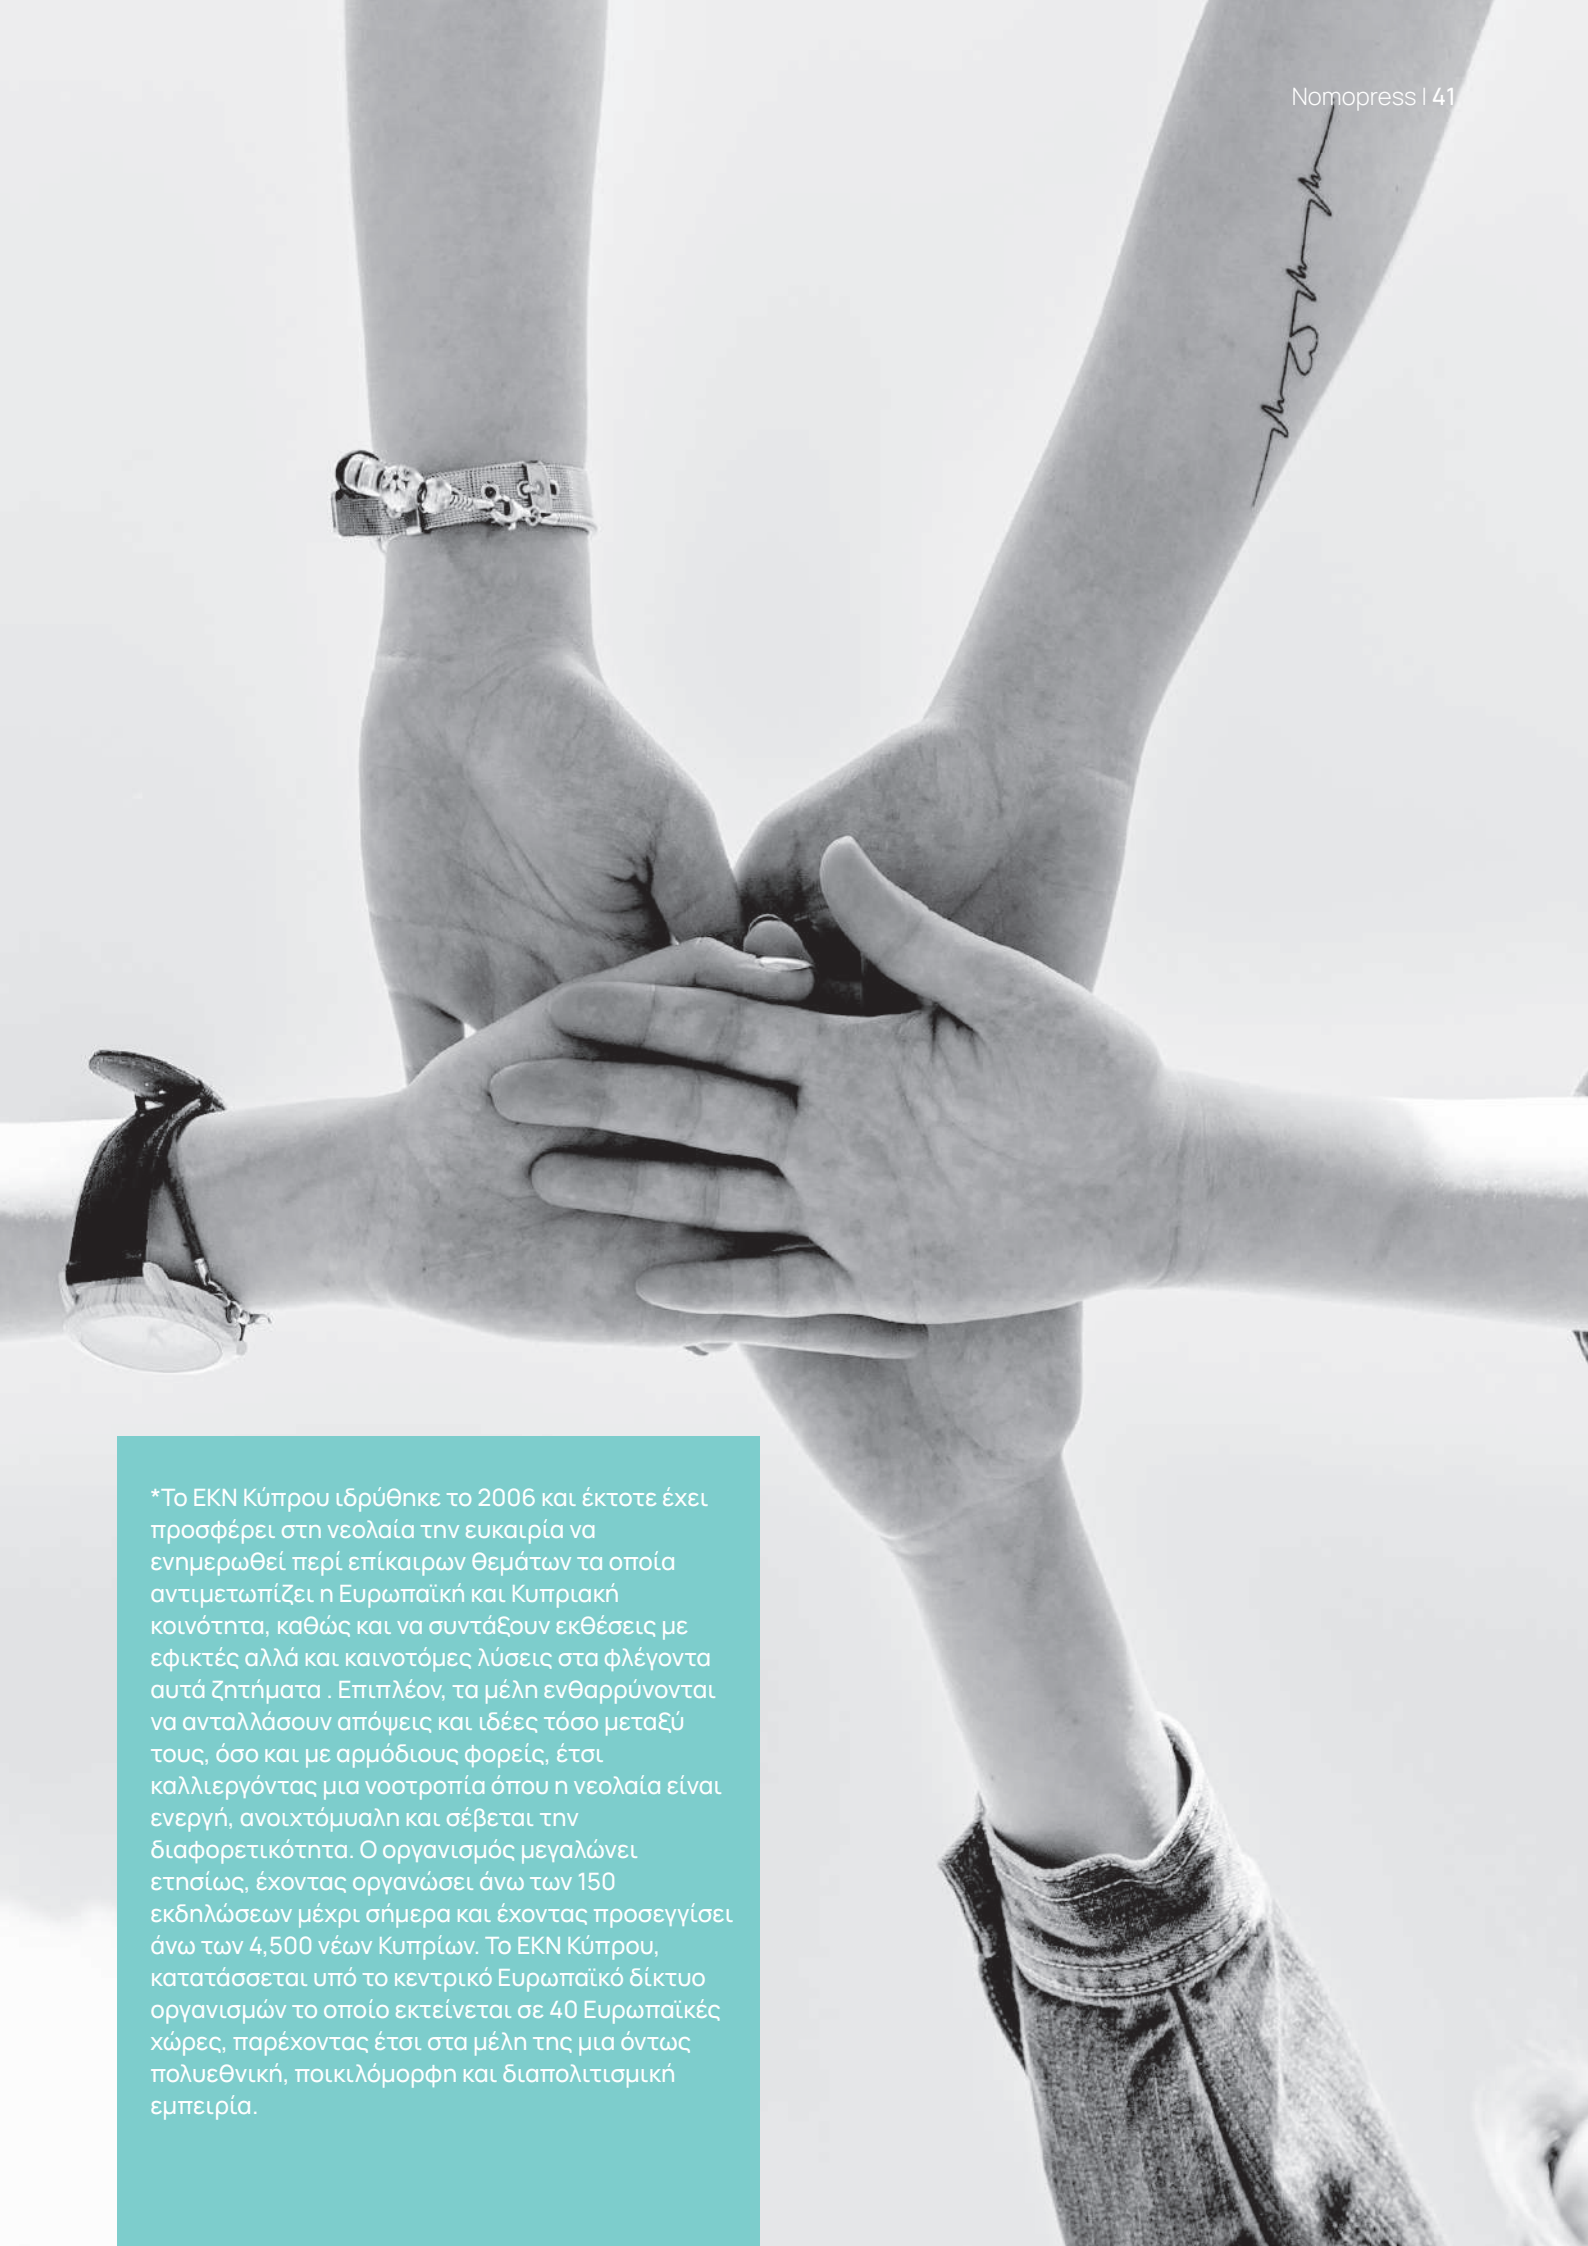 Nomopress | 41
*Το ΕΚΝ Κύπρου ιδρύθηκε το 2006 και έκτοτε έχει
προσφέρει στη νεολαία την ευκαιρία να
ενημερωθεί περί επίκαιρων θεμάτων τα οποία
αντιμετωπίζει η Ευρωπαϊκή και Κυπριακή
κοινότητα, καθώς και να συντάξουν εκθέσεις με
εφικτές αλλά και καινοτόμες λύσεις στα φλέγοντα
αυτά ζητήματα . Επιπλέον, τα μέλη ενθαρρύνονται
να ανταλλάσουν απόψεις και ιδέες τόσο μεταξύ
τους, όσο και με αρμόδιους φορείς, έτσι
καλλιεργόντας μια νοοτροπία όπου η νεολαία είναι
ενεργή, ανοιχτόμυαλη και σέβεται την
διαφορετικότητα. Ο οργανισμός μεγαλώνει
ετησίως, έχοντας οργανώσει άνω των 150
εκδηλώσεων μέχρι σήμερα και έχοντας προσεγγίσει
άνω των 4,500 νέων Κυπρίων. Το ΕΚΝ Κύπρου,
κατατάσσεται υπό το κεντρικό Ευρωπαϊκό δίκτυο
οργανισμών το οποίο εκτείνεται σε 40 Ευρωπαϊκές
χώρες, παρέχοντας έτσι στα μέλη της μια όντως
πολυεθνική, ποικιλόμορφη και διαπολιτισμική
εμπειρία.